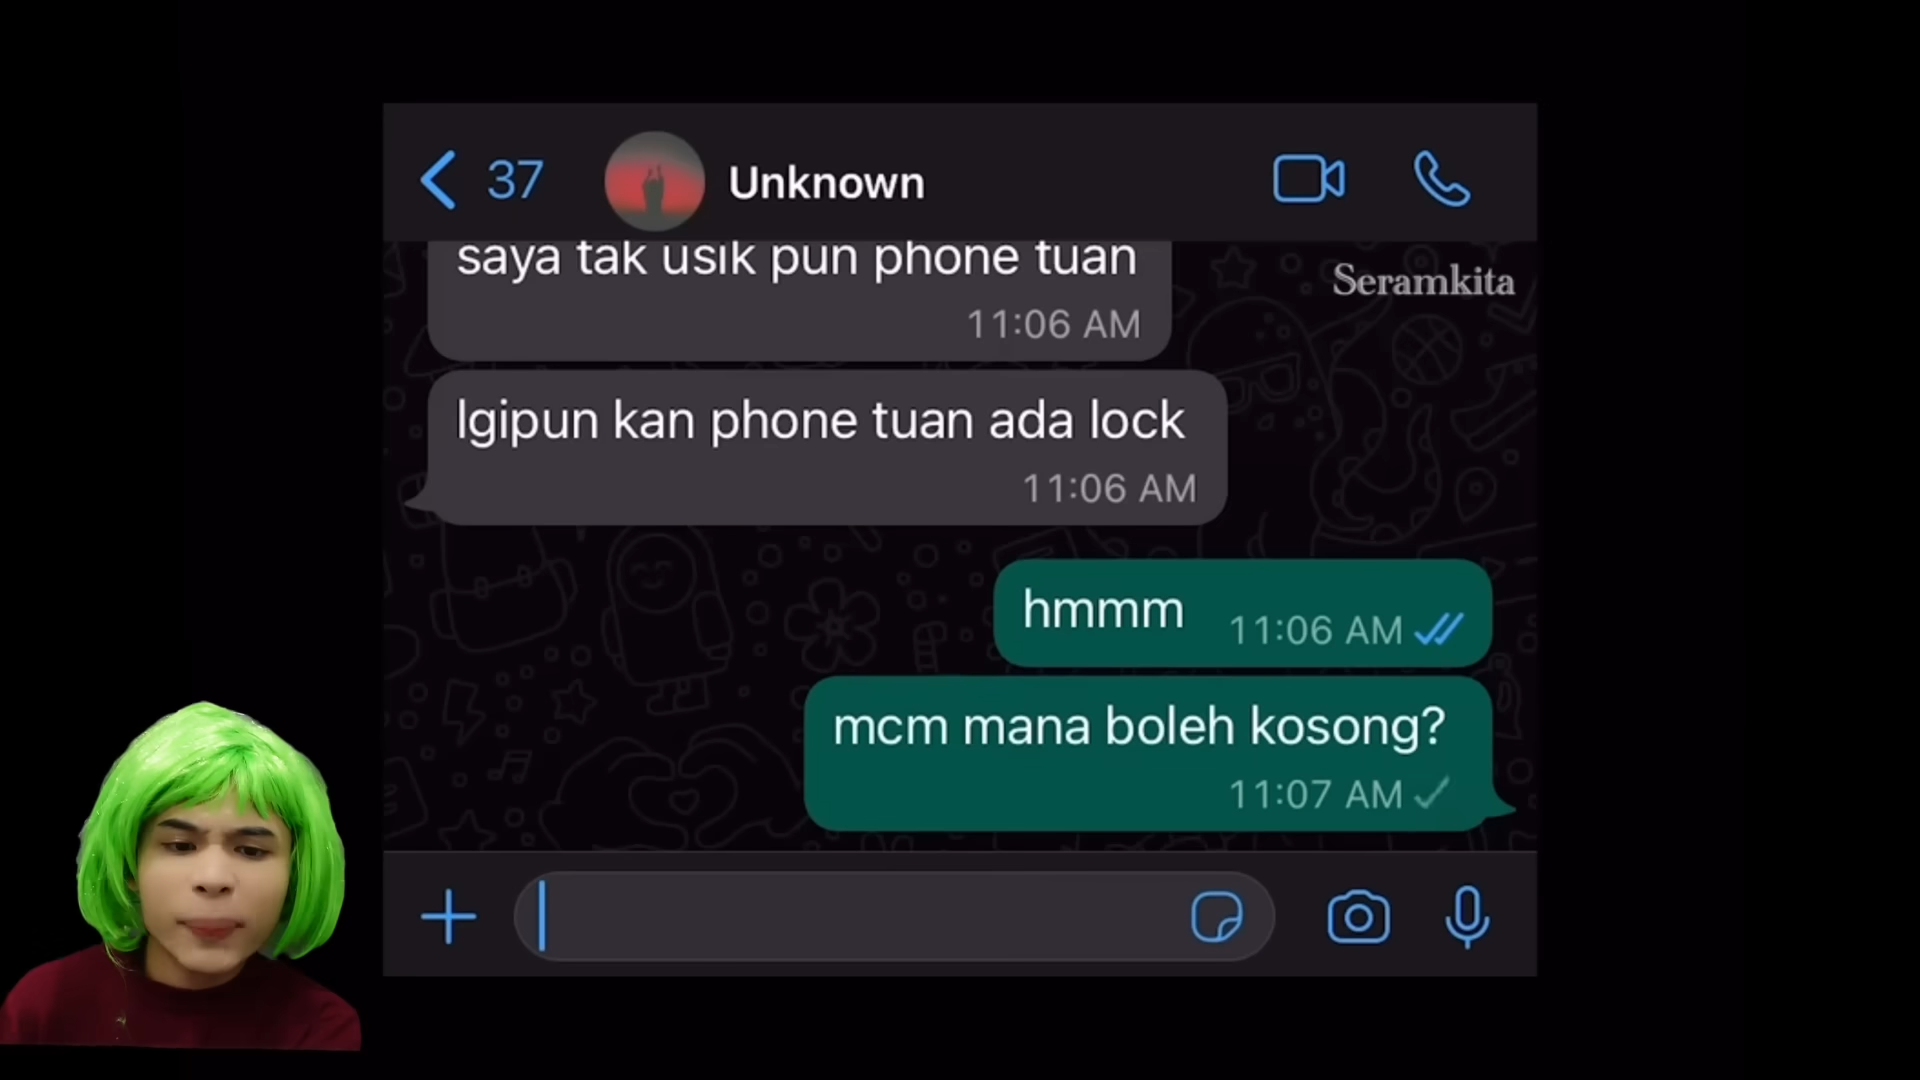 37
Unknown
saya tak usik pun phone tuan
Seramkita
11:06 AM
lgipun kan phone tuan ada lock
11:06 AM
hmmm 11:06 AM
mcm mana boleh kosong?
11:07 AM